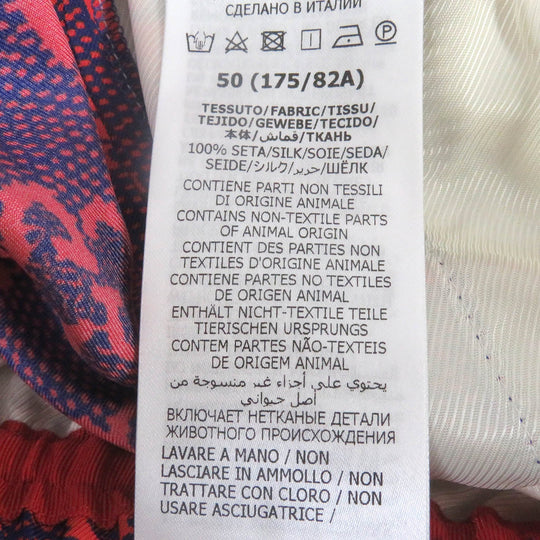 СДЕЛАНО В ИТАЛИИ
50 (175/82A)
TESSUTO/FABRIC/TISSU/
TEJIDO/GEWEBE/TECIDO/
本体/قماش/ТКАНЬ
100% SETA/SILK/SOIE/SEDA/
SEIDE/シルク/حرير/ШЁЛК
CONTIENE PARTI NON TESSILI
DI ORIGINE ANIMALE
CONTAINS NON-TEXTILE PARTS
OF ANIMAL ORIGIN
CONTIENT DES PARTIES NON
TEXTILES D'ORIGINE ANIMALE
CONTIENE PARTES NO TEXTILES
DE ORIGEN ANIMAL
ENTHÄLT NICHT-TEXTILE TEILE
TIERISCHEN URSPRUNGS
CONTEM PARTES NÃO-TEXTEIS
DE ORIGEM ANIMAL
يحتوي على أجزاء غير منسوجة من
أصل حيواني
ВКЛЮЧАЕТ НЕТКАНЫЕ ДЕТАЛИ
ЖИВОТНОГО ПРОИСХОЖДЕНИЯ
LAVARE A MANO / NON
LASCIARE IN AMMOLLO / NON
TRATTARE CON CLORO / NON
USARE ASCIUGATRICE /